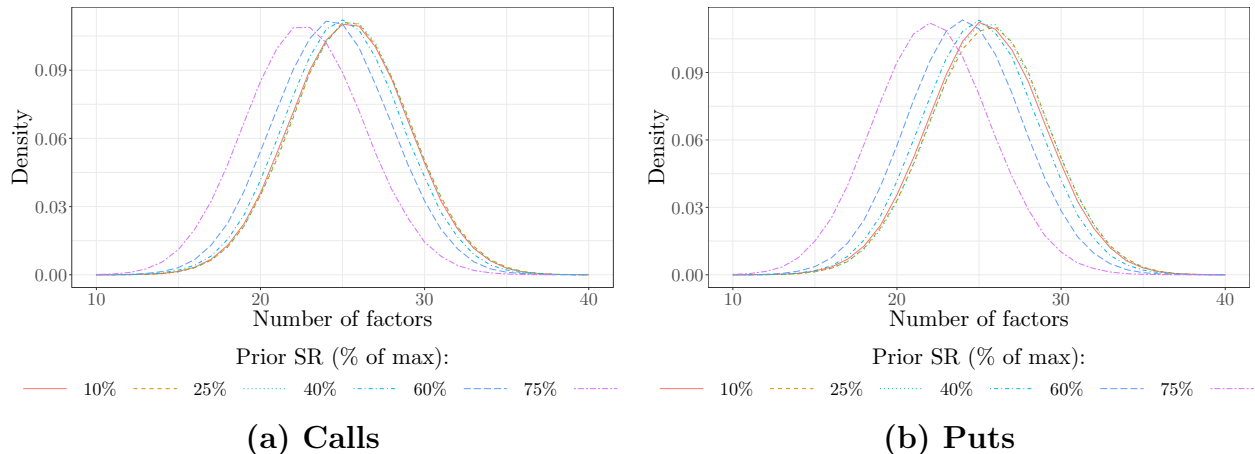 0.09
0.06
0.03
0.00
Density
10 20 30 40
Number of factors
Prior SR (% of max):
10% 25% 40% 60% 75%
(a) Calls
0.09
0.06
0.03
0.00
Density
10 20 30 40
Number of factors
Prior SR (% of max):
10% 25% 40% 60% 75%
(b) Puts